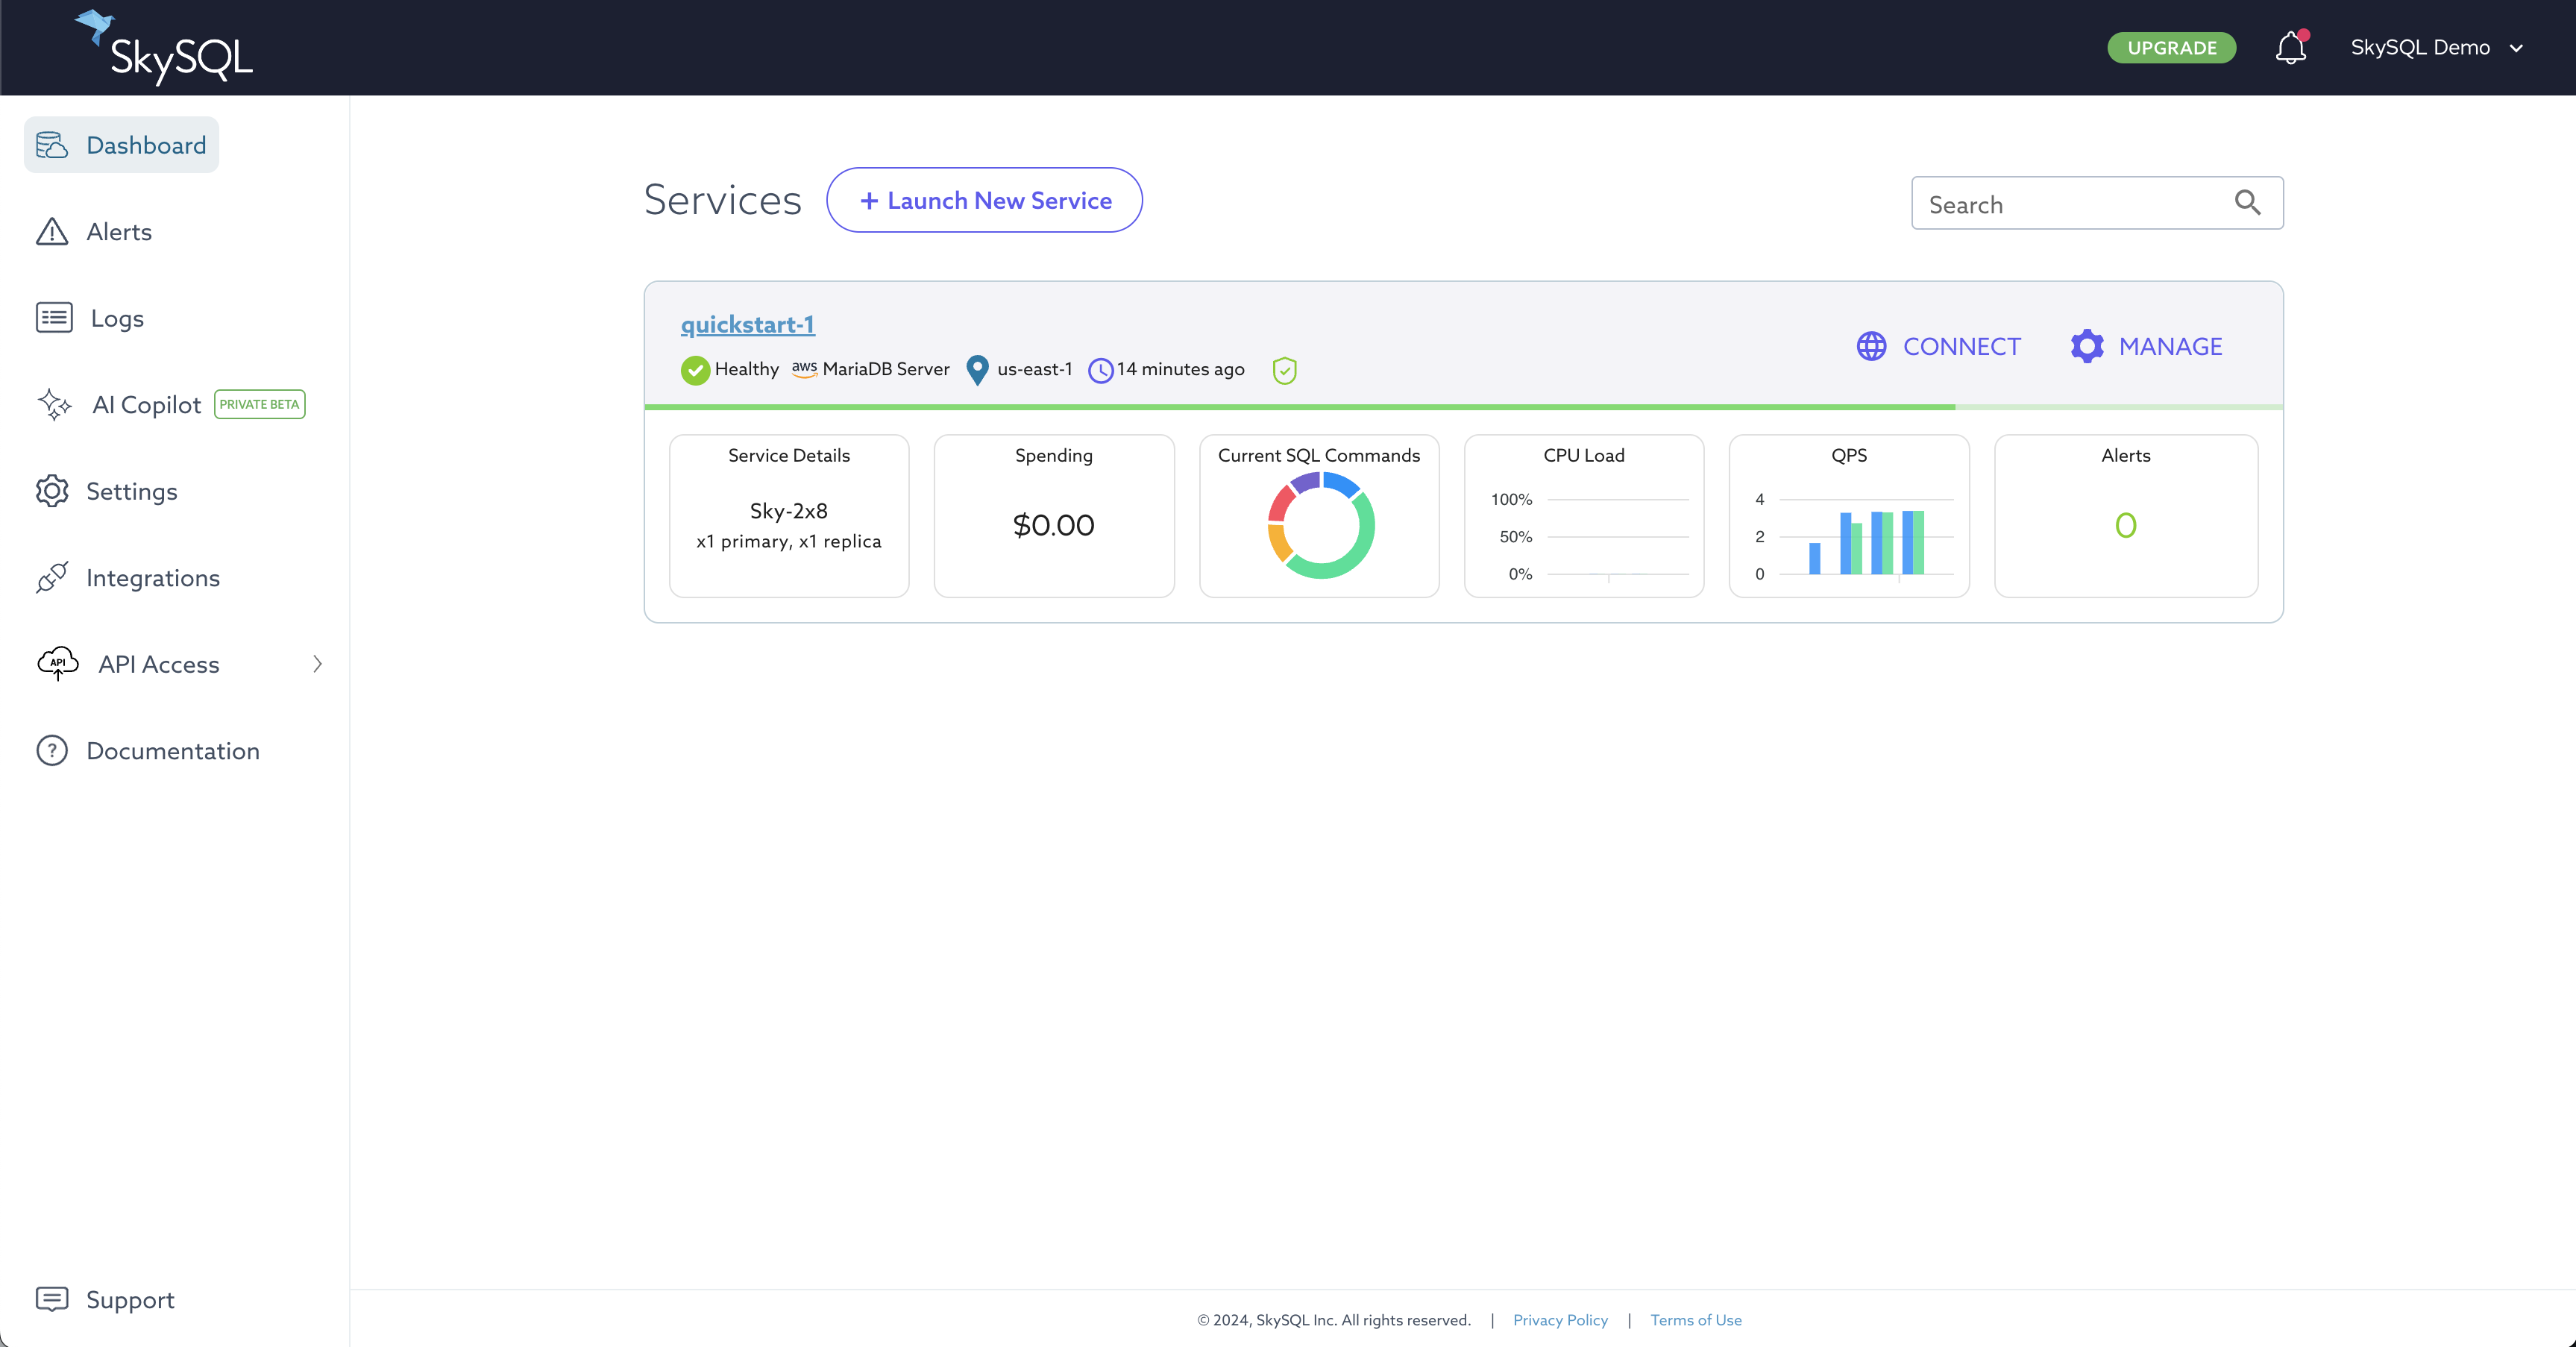 SkySQL
UPGRADE
SkySQL Demo
Dashboard
Alerts
Logs
AI Copilot PRIVATE BETA
Settings
Integrations
API API Access
Documentation
Support
Services
+ Launch New Service
Search
quickstart-1
Healthy aws MariaDB Server us-east-1 14 minutes ago
CONNECT
MANAGE
Service Details
Sky-2x8
x1 primary, x1 replica
Spending
$0.00
Current SQL Commands
CPU Load
100%
50%
0%
QPS
4
2
0
Alerts
0
© 2024, SkySQL Inc. All rights reserved. | Privacy Policy | Terms of Use